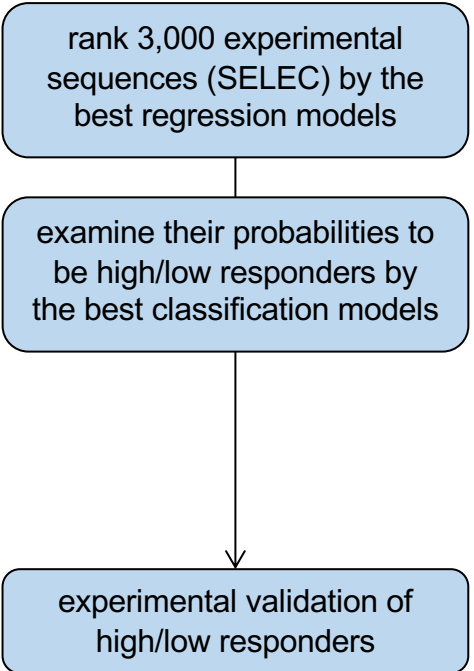 rank 3,000 experimental
sequences (SELEC) by the
best regression models
examine their probabilities to
be high/low responders by
the best classification models
experimental validation of
high/low responders